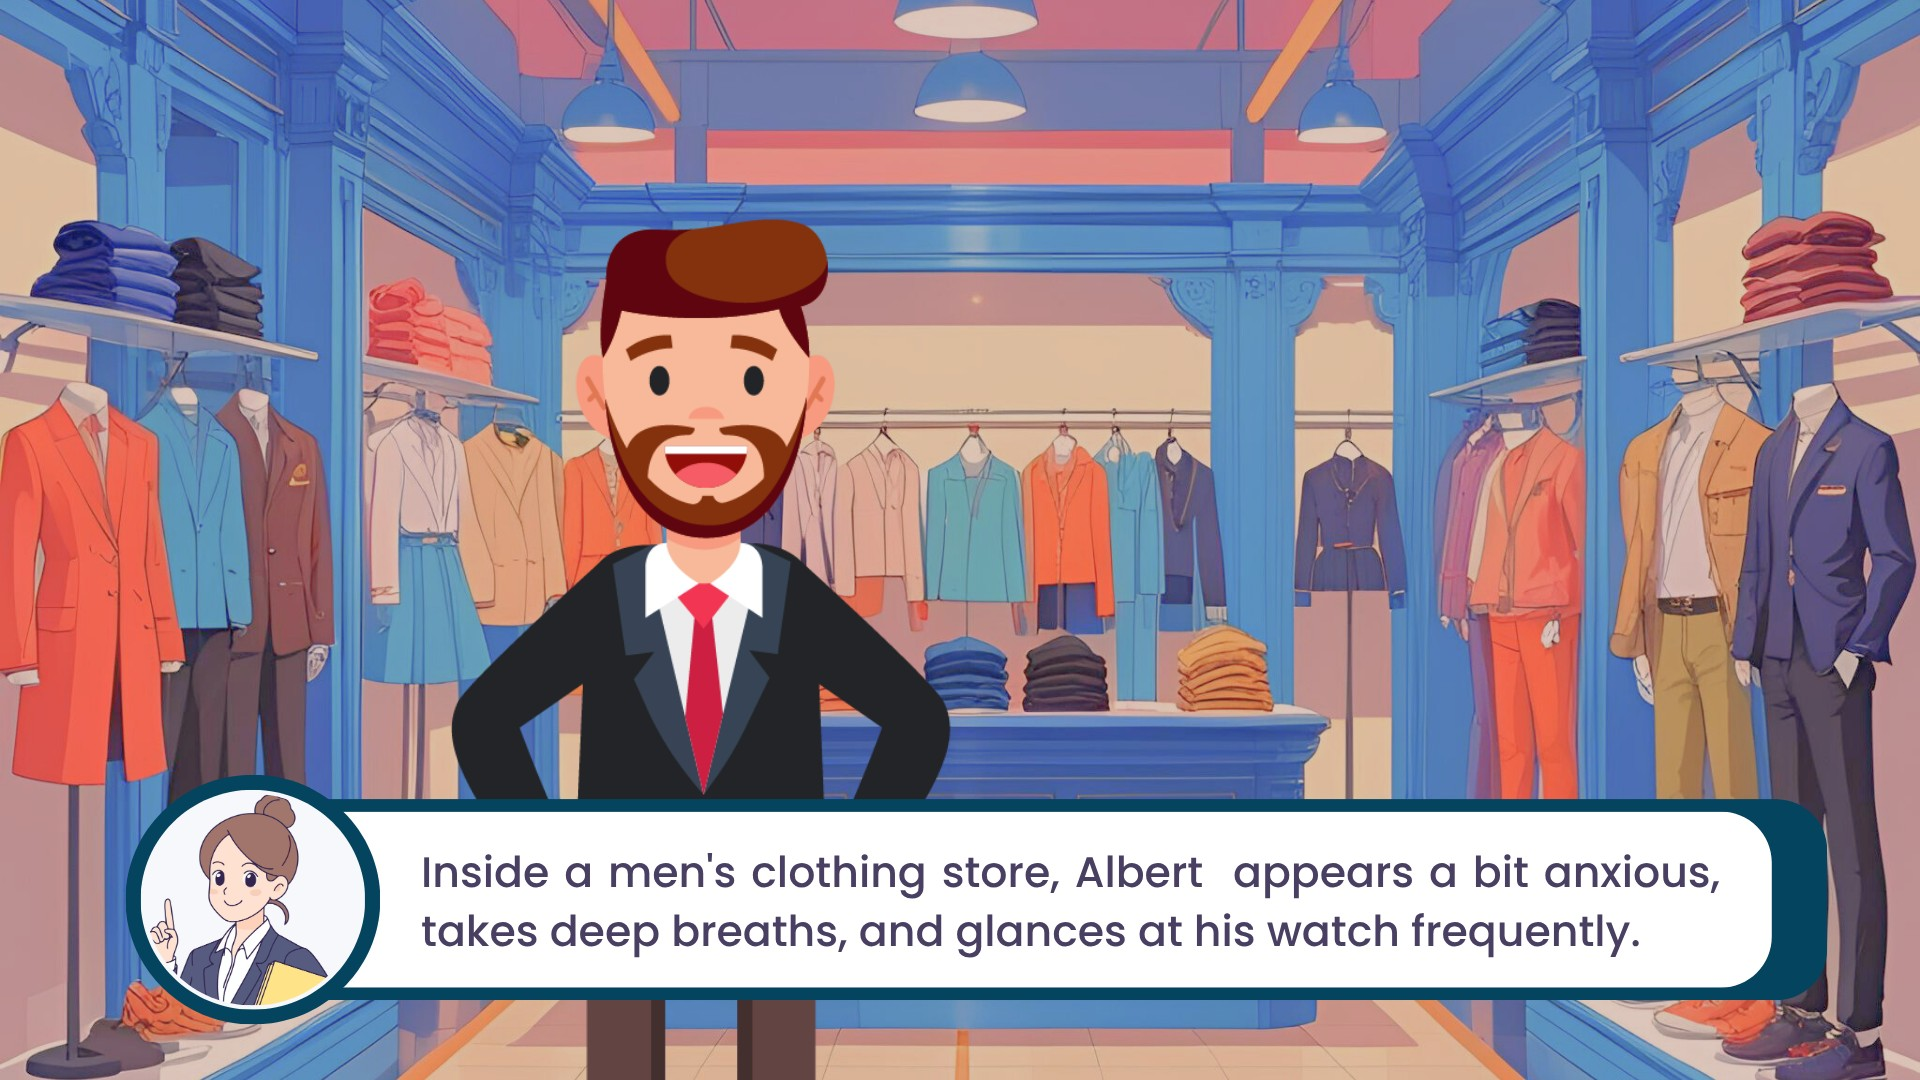 Inside a men's clothing store, Albert  appears a bit anxious,
takes deep breaths, and glances at his watch frequently.